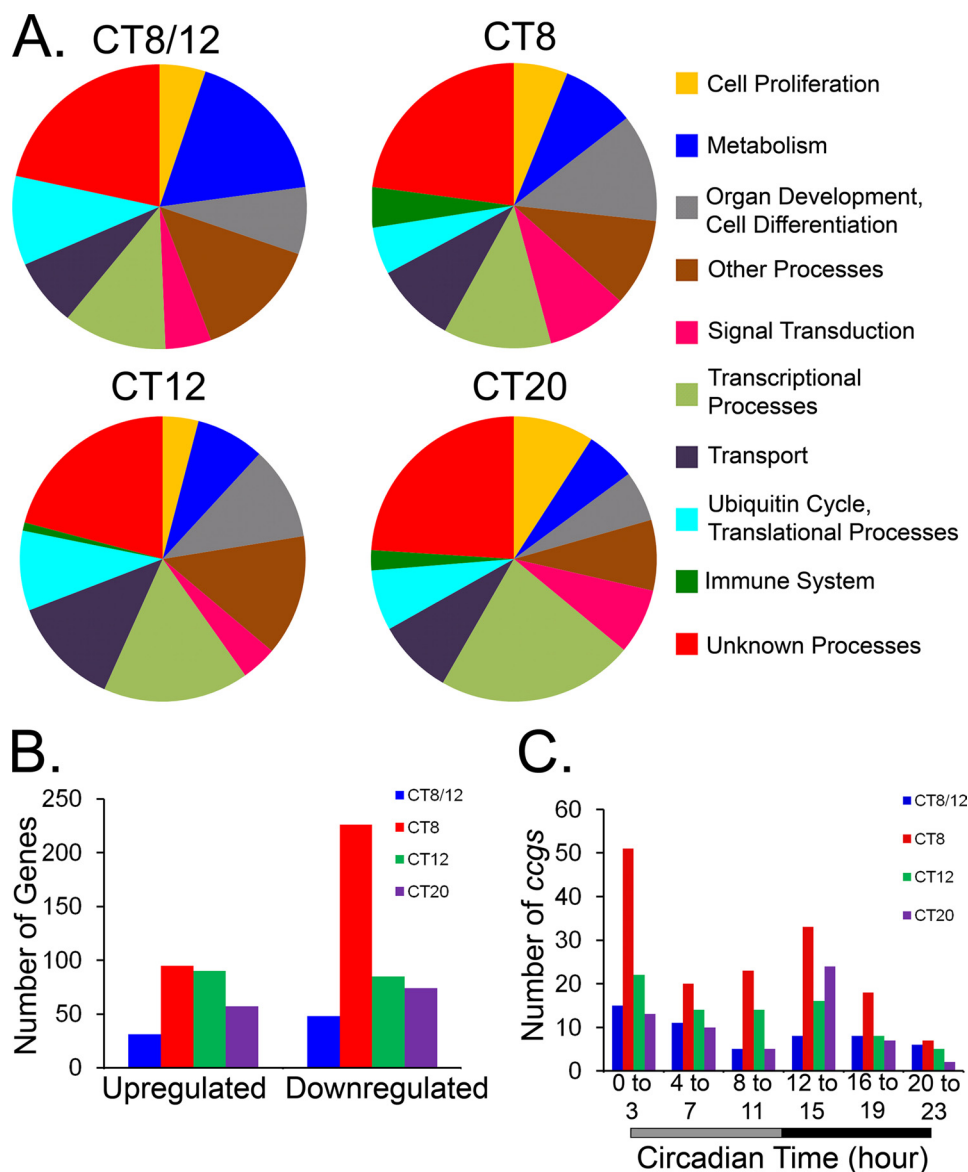 A.
CT8/12
CT8
Cell Proliferation
Metabolism
Organ Development,
Cell Differentiation
Other Processes
Signal Transduction
Transcriptional
Processes
Transport
Ubiquitin Cycle,
Translational Processes
Immune System
Unknown Processes
CT12
CT20
B.
250
200
150
100
50
0
Number of Genes
CT8/12
CT8
CT12
CT20
Upregulated
Downregulated
C.
60
50
40
30
20
10
0
Number of ccgs
CT8/12
CT8
CT12
CT20
0 to 4 to 8 to 12 to 16 to 20 to
3 7 11 15 19 23
Circadian Time (hour)